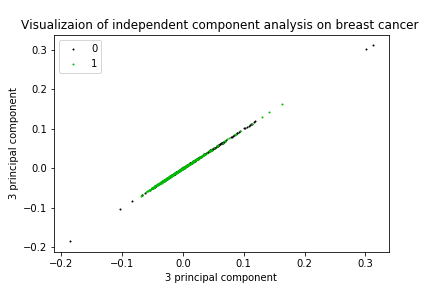 Visualizaion of independent component analysis on breast cancer
0
1
0.3
0.2
0.1
0.0
−0.1
−0.2
3 principal component
−0.2 −0.1 0.0 0.1 0.2 0.3
3 principal component